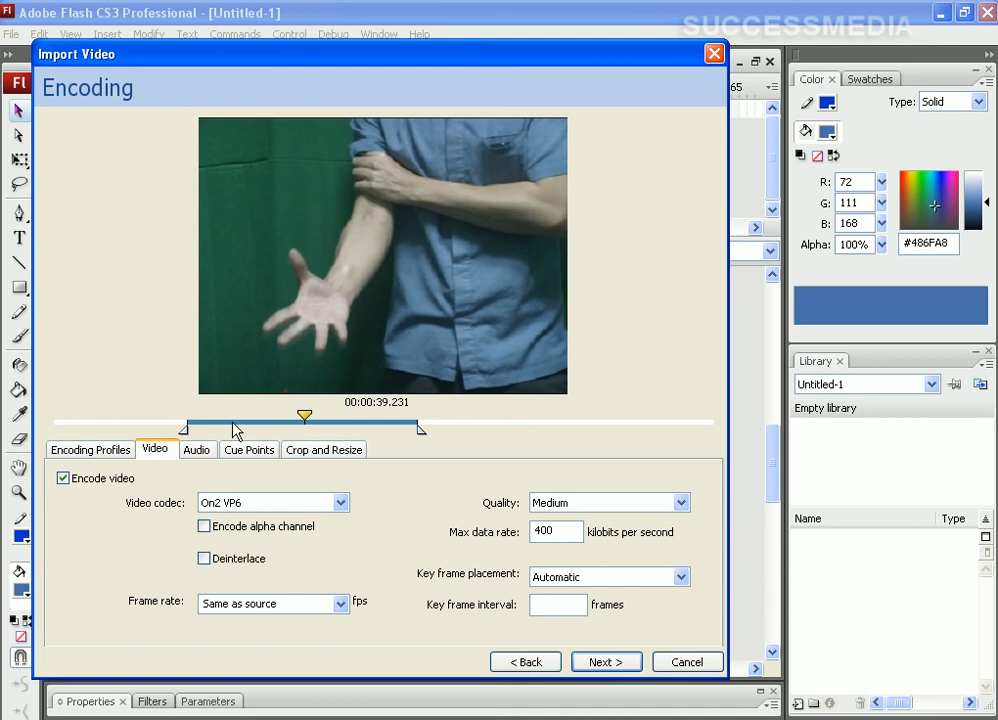 Fl Adobe Flash CS3 Professional - [Untitled-1]
SUCCESSMEDIA
File Edit View Insert Modify Text Commands Control Debug Window Help
Import Video
Encoding
Fl
65
T
00:00:39.231
Encoding Profiles Video Audio Cue Points Crop and Resize
Encode video
Video codec: On2 VP6
Encode alpha channel
Deinterlace
Frame rate: Same as source fps
Quality: Medium
Max data rate: 400 kilobits per second
Key frame placement: Automatic
Key frame interval: frames
< Back Next > Cancel
Properties Filters Parameters
Color Swatches
Type: Solid
R: 72
G: 111
B: 168
Alpha: 100% #486FA8
Library
Untitled-1
Empty library
Name Type